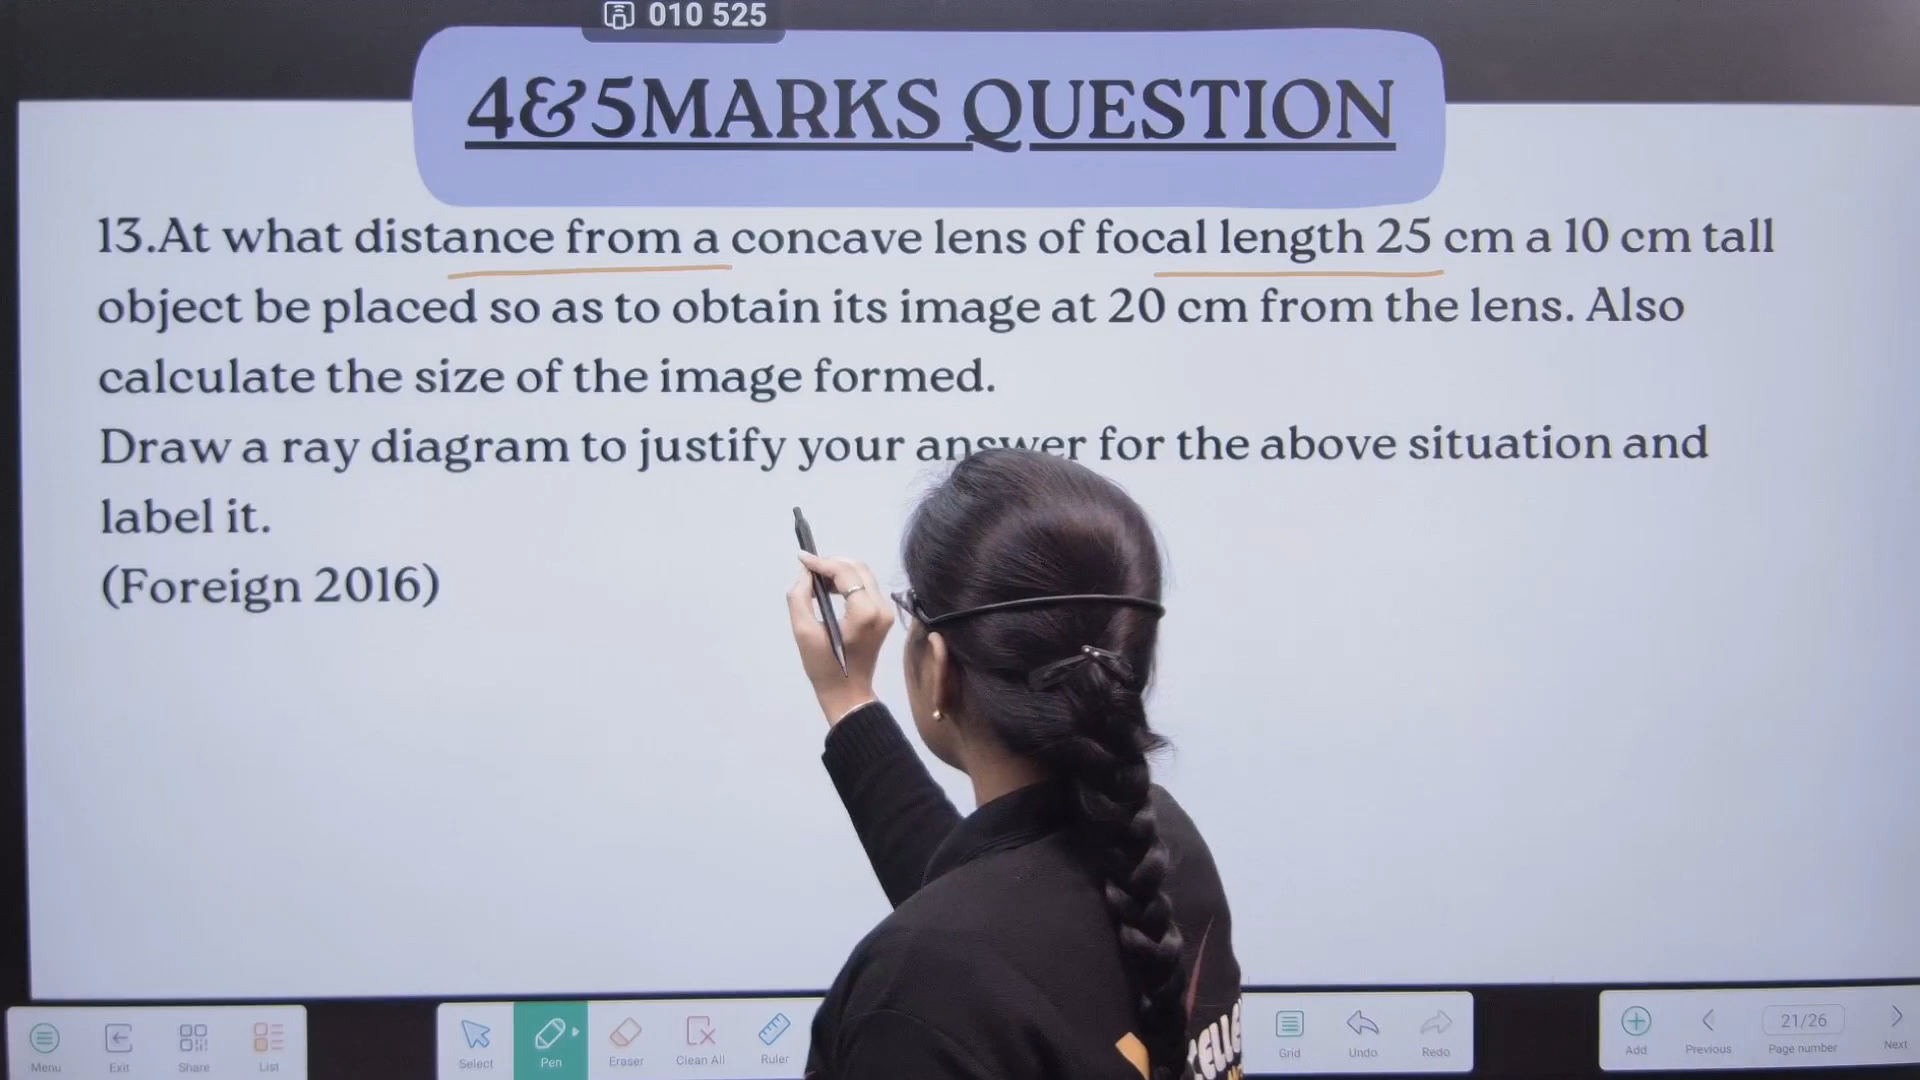 010 525
4&5MARKS QUESTION
13.At what distance from a concave lens of focal length 25 cm a 10 cm tall
object be placed so as to obtain its image at 20 cm from the lens. Also
calculate the size of the image formed.
Draw a ray diagram to justify your answer for the above situation and
label it.
(Foreign 2016)
Menu Exit Share List Select Pen Eraser Clean All Ruler Grid Undo Redo Add Previous 21/26 Page number Next